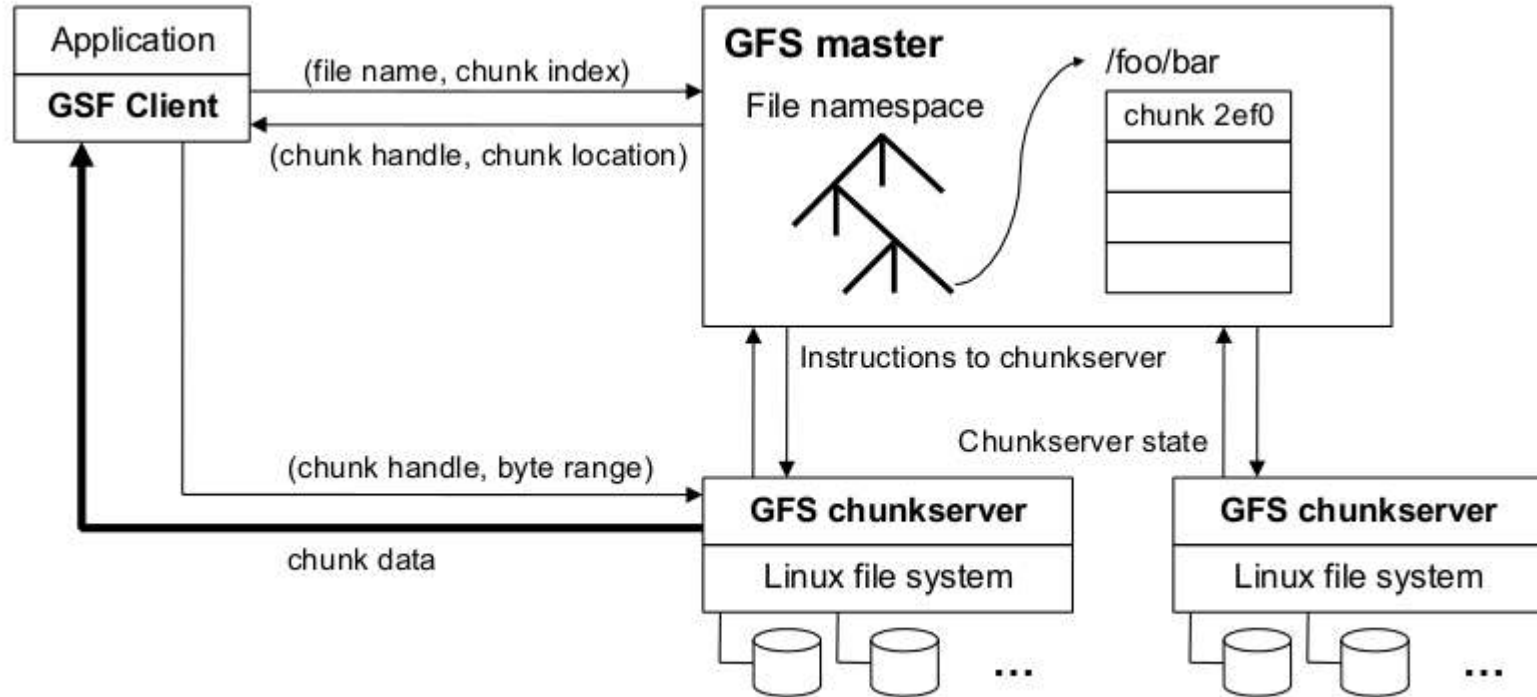 Application
GSF Client
(file name, chunk index)
(chunk handle, chunk location)
GFS master
File namespace
/foo/bar
chunk 2ef0
Instructions to chunkserver
Chunkserver state
(chunk handle, byte range)
chunk data
GFS chunkserver
Linux file system
...
GFS chunkserver
Linux file system
...